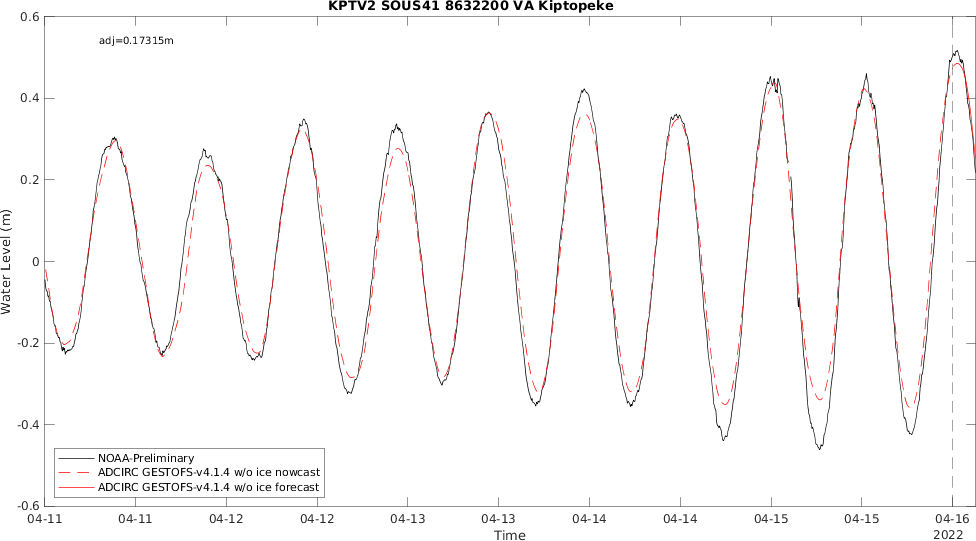 KPTV2 SOUS41 8632200 VA Kiptopeke
adj=0.17315m
0.6
0.4
0.2
0
-0.2
-0.4
-0.6
Water Level (m)
NOAA-Preliminary
ADCIRC GESTOFS-v4.1.4 w/o ice nowcast
ADCIRC GESTOFS-v4.1.4 w/o ice forecast
04-11 04-11 04-12 04-12 04-13 04-13 04-14 04-14 04-15 04-15 04-16
Time
2022